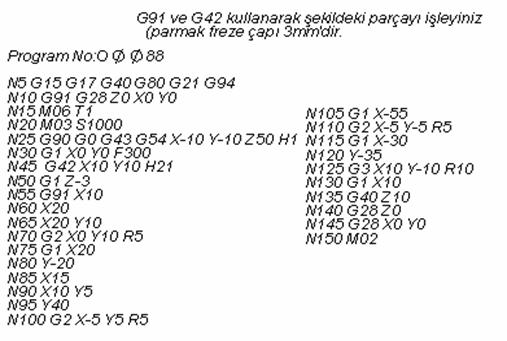 G91 ve G42 kullanarak şekildeki parçayı işleyiniz
(parmak freze çapı 3mm'dir.
Program No:O Ø Ø 88
N5 G15 G17 G40 G80 G21 G94
N10 G91 G28 Z0 X0 Y0
N15 M06 T1
N20 M03 S1000
N25 G90 G0 G43 G54 X-10 Y-10 Z50 H1
N30 G1 X0 Y0 F300
N45 G42 X10 Y10 H21
N50 G1 Z-3
N55 G91 X10
N60 X20
N65 X20 Y10
N70 G2 X0 Y10 R5
N75 G1 X20
N80 Y-20
N85 X15
N90 X10 Y5
N95 Y40
N100 G2 X-5 Y5 R5
N105 G1 X-55
N110 G2 X-5 Y-5 R5
N115 G1 X-30
N120 Y-35
N125 G3 X10 Y-10 R10
N130 G1 X10
N135 G40 Z10
N140 G28 Z0
N145 G28 X0 Y0
N150 M02